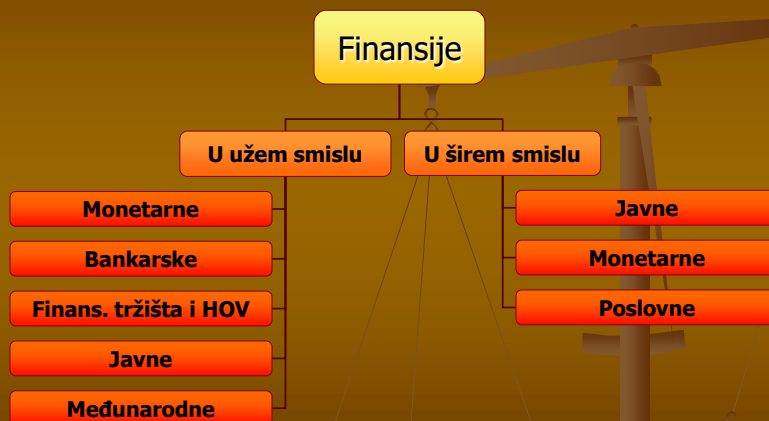 Finansije
U užem smislu
U širem smislu
Monetarne
Bankarske
Finans. tržišta i HOV
Javne
Međunarodne
Javne
Monetarne
Poslovne